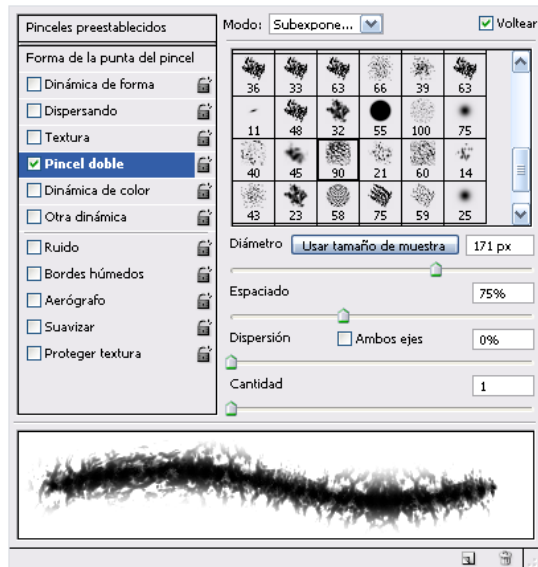 Pinceles preestablecidos
Modo: Subexpone... Voltear
Forma de la punta del pincel
Dinámica de forma
Dispersando
Textura
Pincel doble
Dinámica de color
Otra dinámica
Ruido
Bordes húmedos
Aerógrafo
Suavizar
Proteger textura
36 33 63 66 39 63
11 48 32 55 100 75
40 45 90 21 60 14
43 23 58 75 59 25
Diámetro Usar tamaño de muestra 171 px
Espaciado 75%
Dispersión Ambos ejes 0%
Cantidad 1